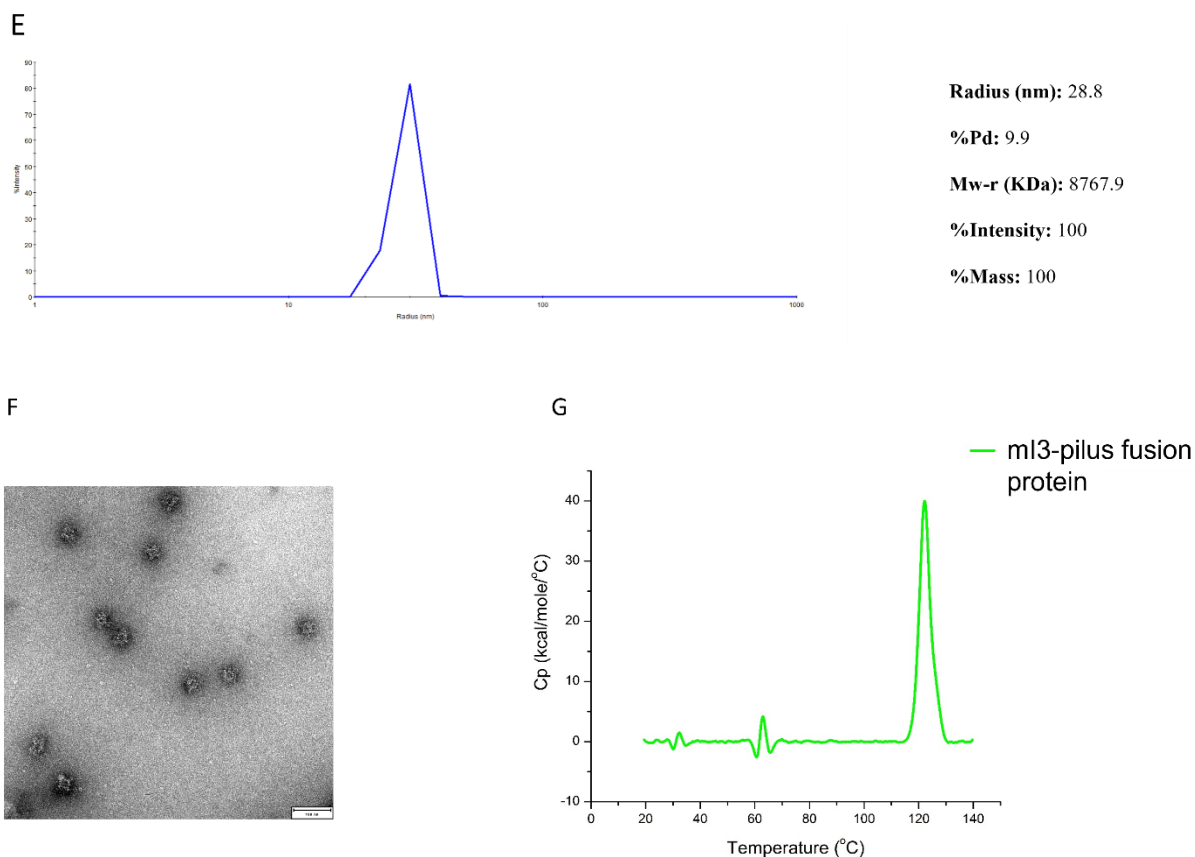 E
90
80
70
60
50
40
30
20
10
0
%Intensity
1
10
100
1000
Radius (nm)
Radius (nm): 28.8
%Pd: 9.9
Mw-r (KDa): 8767.9
%Intensity: 100
%Mass: 100
F
G
mI3-pilus fusion
protein
40
30
20
10
0
-10
Cp (kcal/mole/°C)
0
20
40
60
80
100
120
140
Temperature (°C)